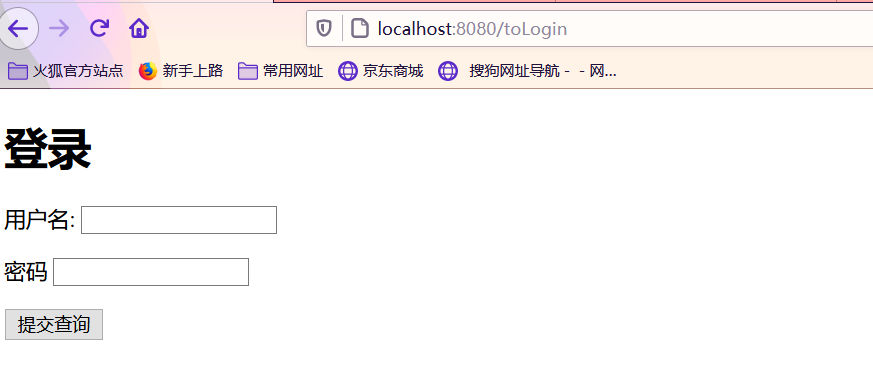 localhost:8080/toLogin
火狐官方站点 新手上路 常用网址 京东商城 搜狗网址导航 - - 网...
登录
用户名:
密码
提交查询